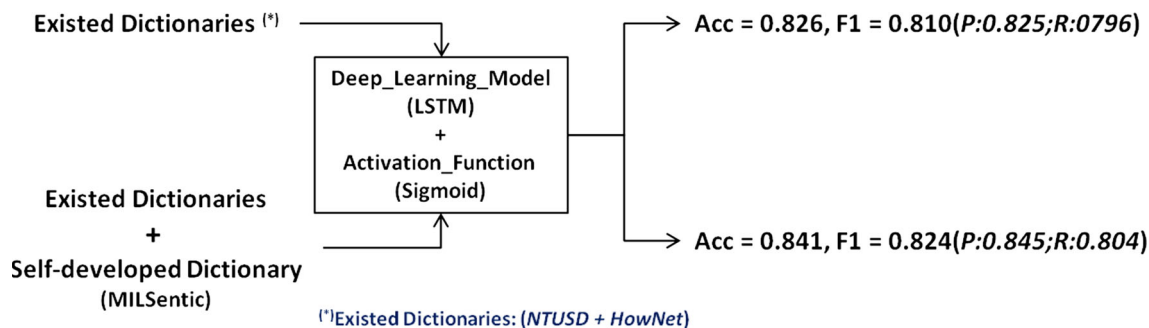 Existed Dictionaries (*)
Acc = 0.826, F1 = 0.810(P:0.825;R:0796)
Deep_Learning_Model
(LSTM)
+
Activation_Function
(Sigmoid)
Existed Dictionaries
+
Self-developed Dictionary
(MILSentic)
Acc = 0.841, F1 = 0.824(P:0.845;R:0.804)
(*)Existed Dictionaries: (NTUSD + HowNet)